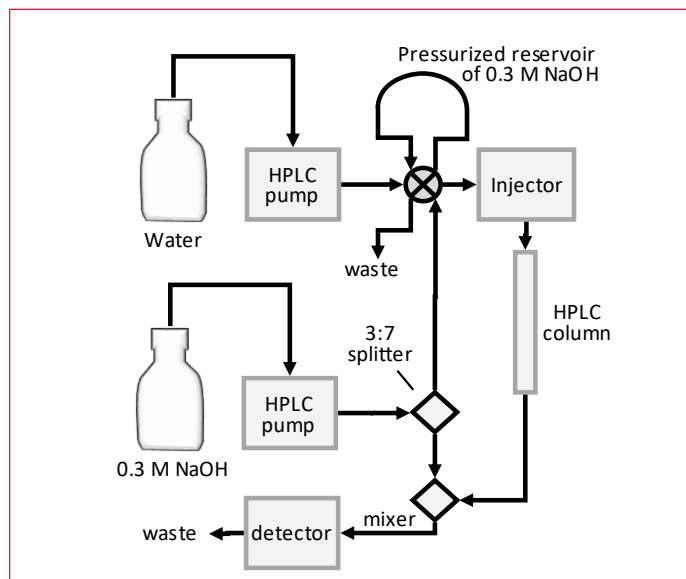 Pressurized reservoir
of 0.3 M NaOH
HPLC
pump
Injector
Water
waste
HPLC
column
3:7
splitter
HPLC
pump
0.3 M NaOH
mixer
waste
detector